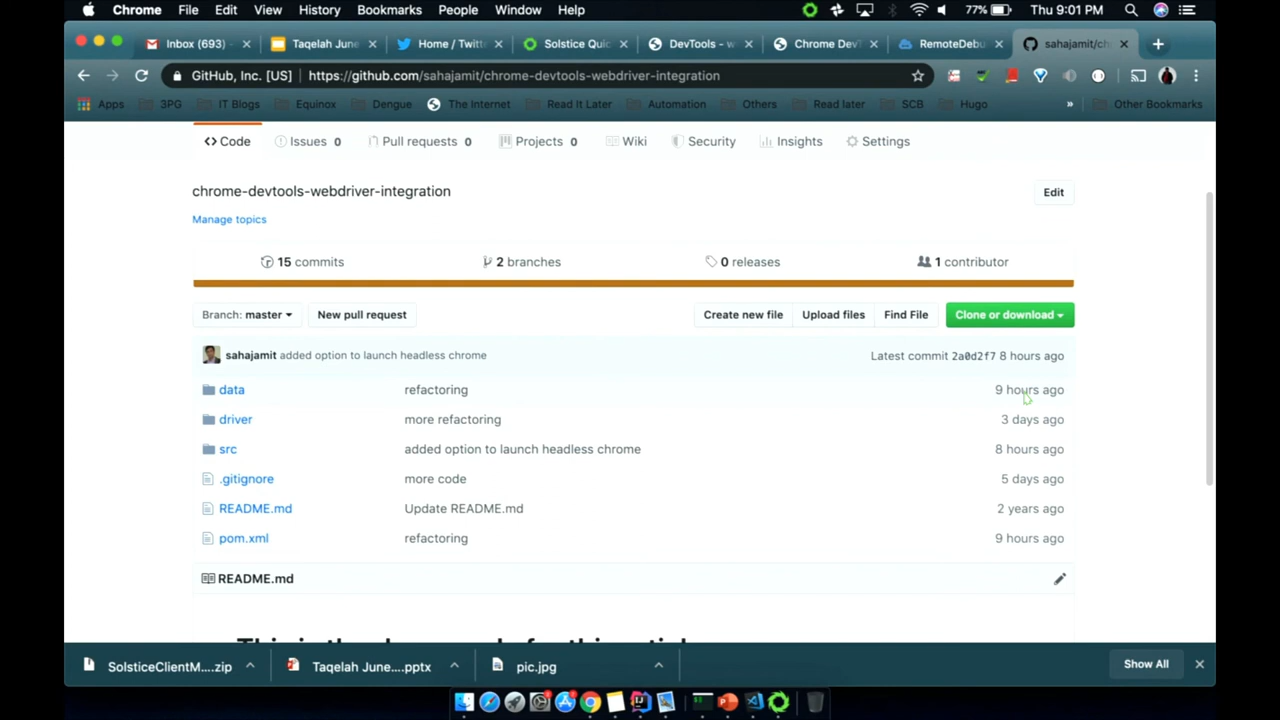 Chrome File Edit View History Bookmarks People Window Help 77% Thu 9:01 PM
Inbox (693) - Taqelah June Home / Twitt Solstice Quic DevTools - w Chrome DevT RemoteDebu sahajamit/ch
GitHub, Inc. [US] https://github.com/sahajamit/chrome-devtools-webdriver-integration
Apps 3PG IT Blogs Equinox Dengue The Internet Read It Later Automation Others Read later SCB Hugo » Other Bookmarks
<> Code Issues 0 Pull requests 0 Projects 0 Wiki Security Insights Settings
chrome-devtools-webdriver-integration Edit
Manage topics
15 commits 2 branches 0 releases 1 contributor
Branch: master New pull request Create new file Upload files Find File Clone or download
sahajamit added option to launch headless chrome Latest commit 2a0d2f7 8 hours ago
data refactoring 9 hours ago
driver more refactoring 3 days ago
src added option to launch headless chrome 8 hours ago
.gitignore more code 5 days ago
README.md Update README.md 2 years ago
pom.xml refactoring 9 hours ago
README.md
This is the
SolsticeClientM....zip Taqelah June....pptx pic.jpg Show All